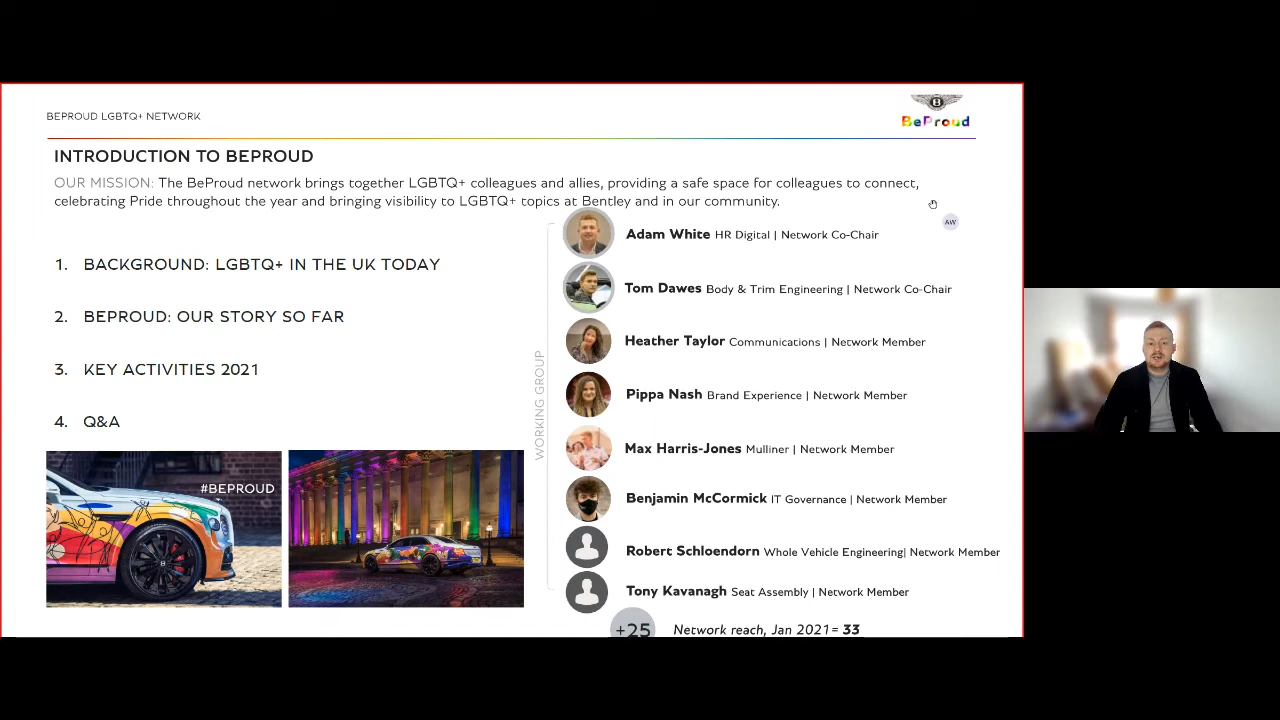 BEPROUD LGBTQ+ NETWORK
B
BeProud
INTRODUCTION TO BEPROUD
OUR MISSION: The BeProud network brings together LGBTQ+ colleagues and allies, providing a safe space for colleagues to connect,
celebrating Pride throughout the year and bringing visibility to LGBTQ+ topics at Bentley and in our community.
AW
1. BACKGROUND: LGBTQ+ IN THE UK TODAY
2. BEPROUD: OUR STORY SO FAR
3. KEY ACTIVITIES 2021
4. Q&A
#BEPROUD
WORKING GROUP
Adam White HR Digital | Network Co-Chair
Tom Dawes Body & Trim Engineering | Network Co-Chair
Heather Taylor Communications | Network Member
Pippa Nash Brand Experience | Network Member
Max Harris-Jones Mulliner | Network Member
Benjamin McCormick IT Governance | Network Member
Robert Schloendorn Whole Vehicle Engineering| Network Member
Tony Kavanagh Seat Assembly | Network Member
+25 Network reach, Jan 2021= 33